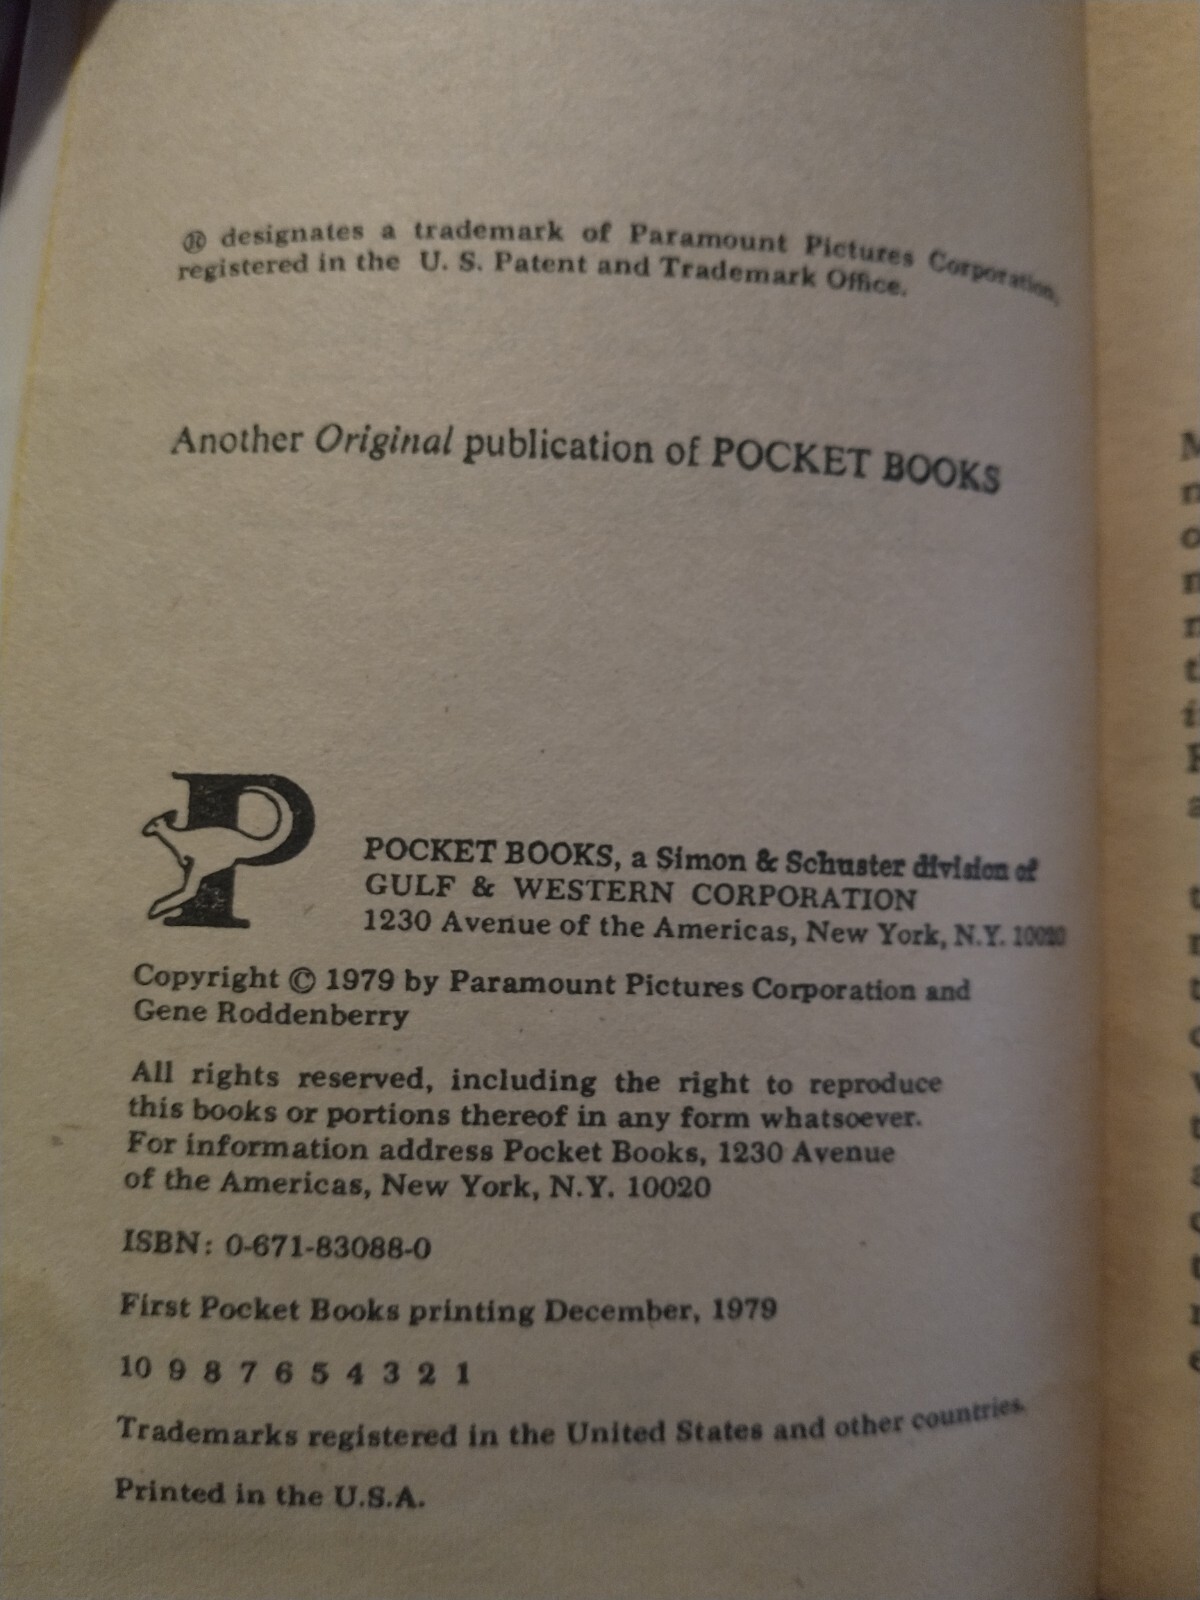 ® designates a trademark of Paramount Pictures Corporation,
registered in the U. S. Patent and Trademark Office.
Another Original publication of POCKET BOOKS
P
POCKET BOOKS, a Simon & Schuster division of
GULF & WESTERN CORPORATION
1230 Avenue of the Americas, New York, N.Y. 10020
Copyright © 1979 by Paramount Pictures Corporation and
Gene Roddenberry
All rights reserved, including the right to reproduce
this books or portions thereof in any form whatsoever.
For information address Pocket Books, 1230 Avenue
of the Americas, New York, N.Y. 10020
ISBN: 0-671-83088-0
First Pocket Books printing December, 1979
10 9 8 7 6 5 4 3 2 1
Trademarks registered in the United States and other countries.
Printed in the U.S.A.